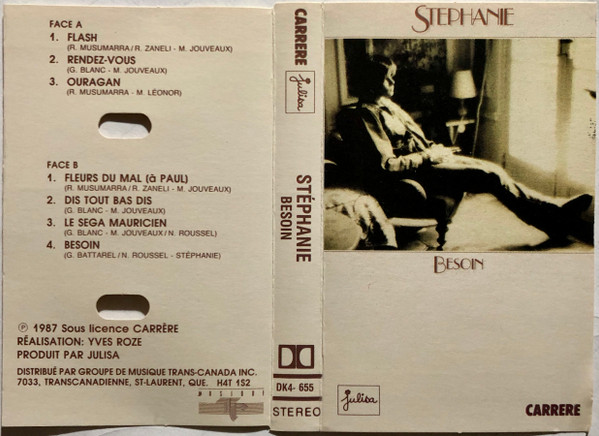 FACE A
1. FLASH
(R. MUSUMARRA/R. ZANELI - M. JOUVEAUX)
2. RENDEZ-VOUS
(G. BLANC - M. JOUVEAUX)
3. OURAGAN
(R. MUSUMARRA - M. LÉONOR)
FACE B
1. FLEURS DU MAL (à PAUL)
(R. MUSUMARRA/R. ZANELI - M. JOUVEAUX)
2. DIS TOUT BAS DIS
(G. BLANC - M. JOUVEAUX)
3. LE SEGA MAURICIEN
(G. BLANC - M. JOUVEAUX/N. ROUSSEL)
4. BESOIN
(G. BATTAREL/N. ROUSSEL - STÉPHANIE)
Ⓟ 1987 Sous licence CARRÈRE
RÉALISATION: YVES ROZE
PRODUIT PAR JULISA
DISTRIBUÉ PAR GROUPE DE MUSIQUE TRANS-CANADA INC.
7033, TRANSCANADIENNE, ST-LAURENT, QUE. H4T 1S2
MUSIQUE
CARRERE
Julisa
STÉPHANIE
BESOIN
DK4- 655
STEREO
STEPHANIE
BESOIN
Julisa
CARRERE